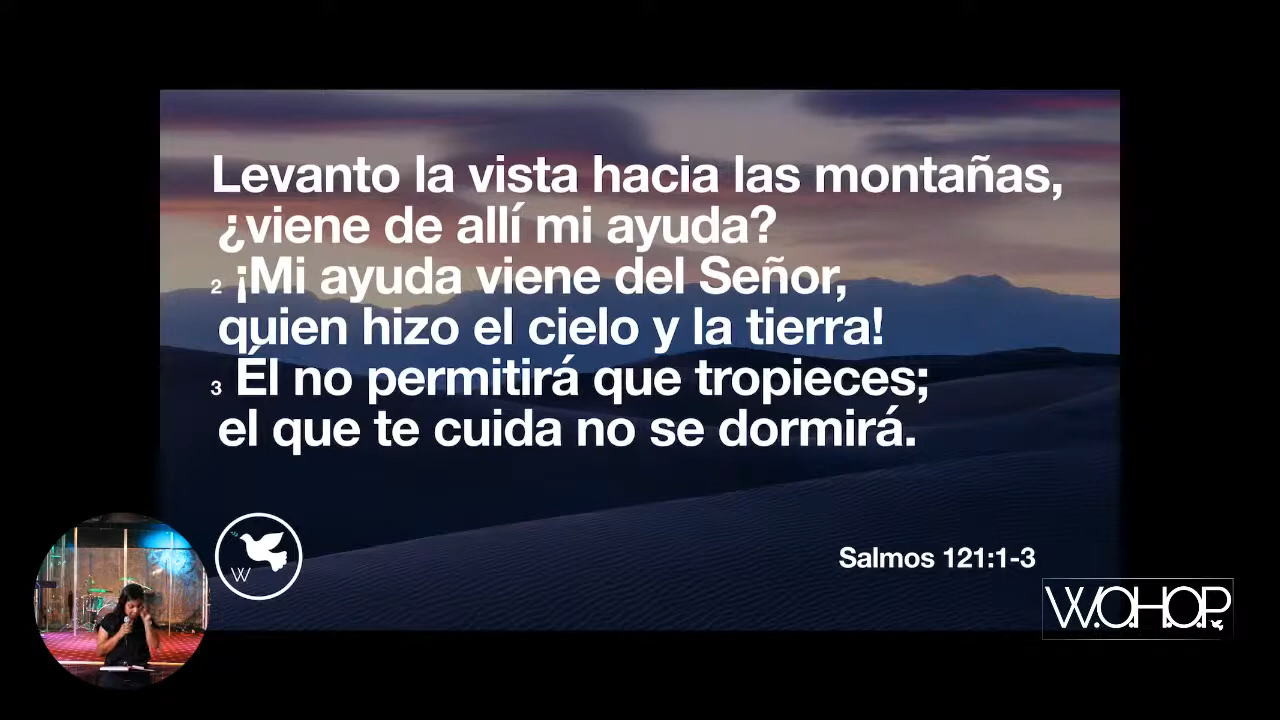 Levanto la vista hacia las montañas,
¿viene de allí mi ayuda?
2 ¡Mi ayuda viene del Señor,
quien hizo el cielo y la tierra!
3 Él no permitirá que tropieces;
el que te cuida no se dormirá.
W
Salmos 121:1-3
W.O.H.O.P.